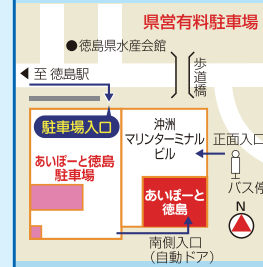 県営有料駐車場
●徳島県水産会館
◀至 徳島駅
歩道橋
駐車場入口
沖洲
マリンターミナル
ビル
正面入口
あいぽーと徳島
駐車場
あいぽーと
徳島
バス停
N
南側入口
(自動ドア)